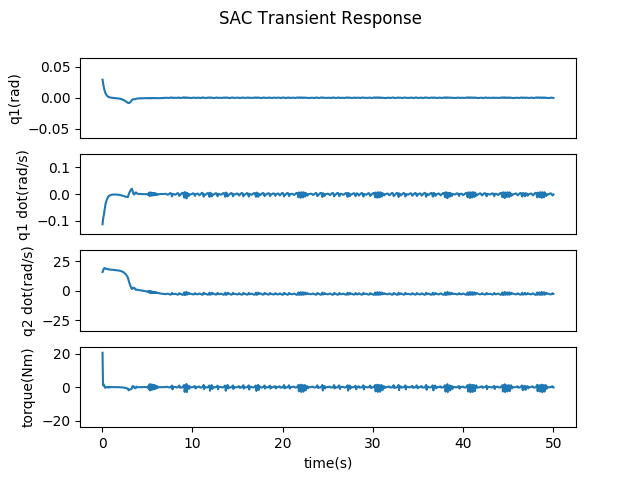 SAC Transient Response
q1(rad)
0.05
0.00
−0.05
q1 dot(rad/s)
0.1
0.0
−0.1
q2 dot(rad/s)
25
0
−25
torque(Nm)
20
0
−20
0 10 20 30 40 50
time(s)